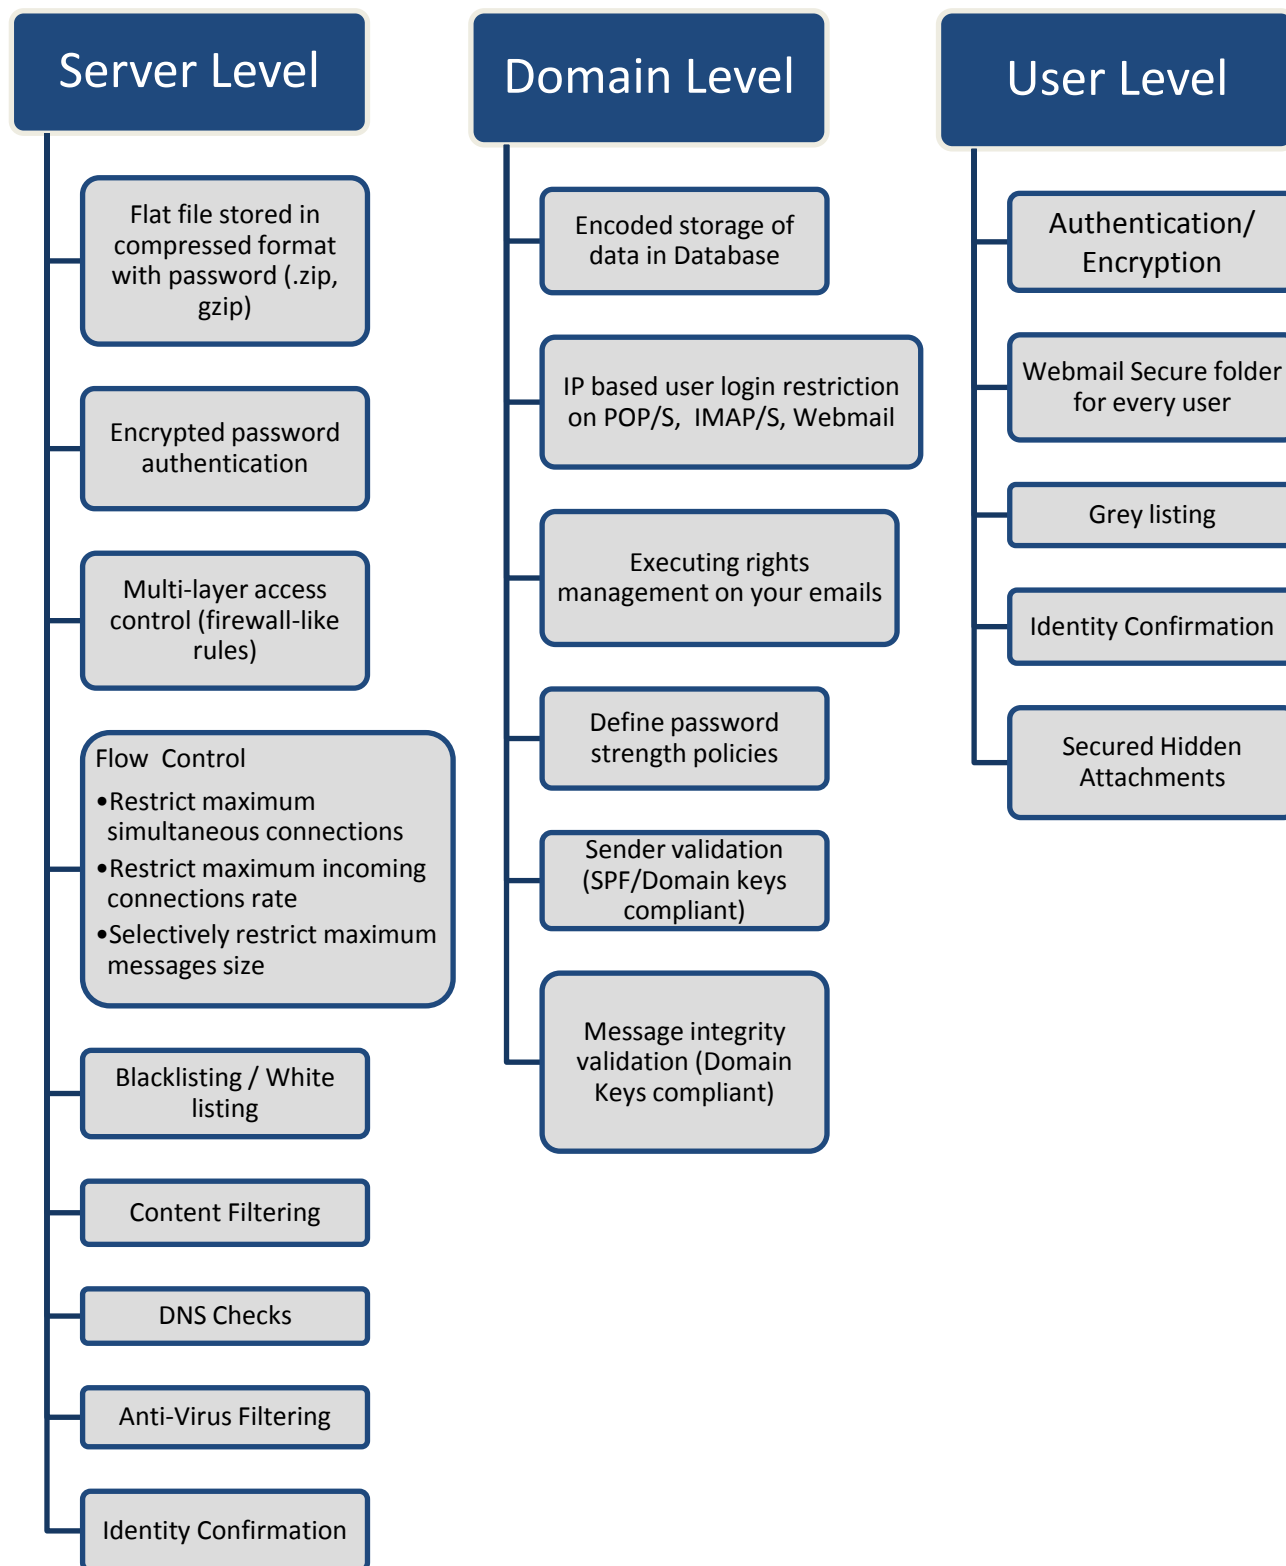 Server Level
Flat file stored in
compressed format
with password (.zip,
gzip)
Encrypted password
authentication
Multi-layer access
control (firewall-like
rules)
Flow  Control
•Restrict maximum
simultaneous connections
•Restrict maximum incoming
connections rate
•Selectively restrict maximum
messages size
Blacklisting / White
listing
Content Filtering
DNS Checks
Anti-Virus Filtering
Identity Confirmation
Domain Level
Encoded storage of
data in Database
IP based user login restriction
on POP/S,  IMAP/S, Webmail
Executing rights
management on your emails
Define password
strength policies
Sender validation
(SPF/Domain keys
compliant)
Message integrity
validation (Domain
Keys compliant)
User Level
Authentication/
Encryption
Webmail Secure folder
for every user
Grey listing
Identity Confirmation
Secured Hidden
Attachments